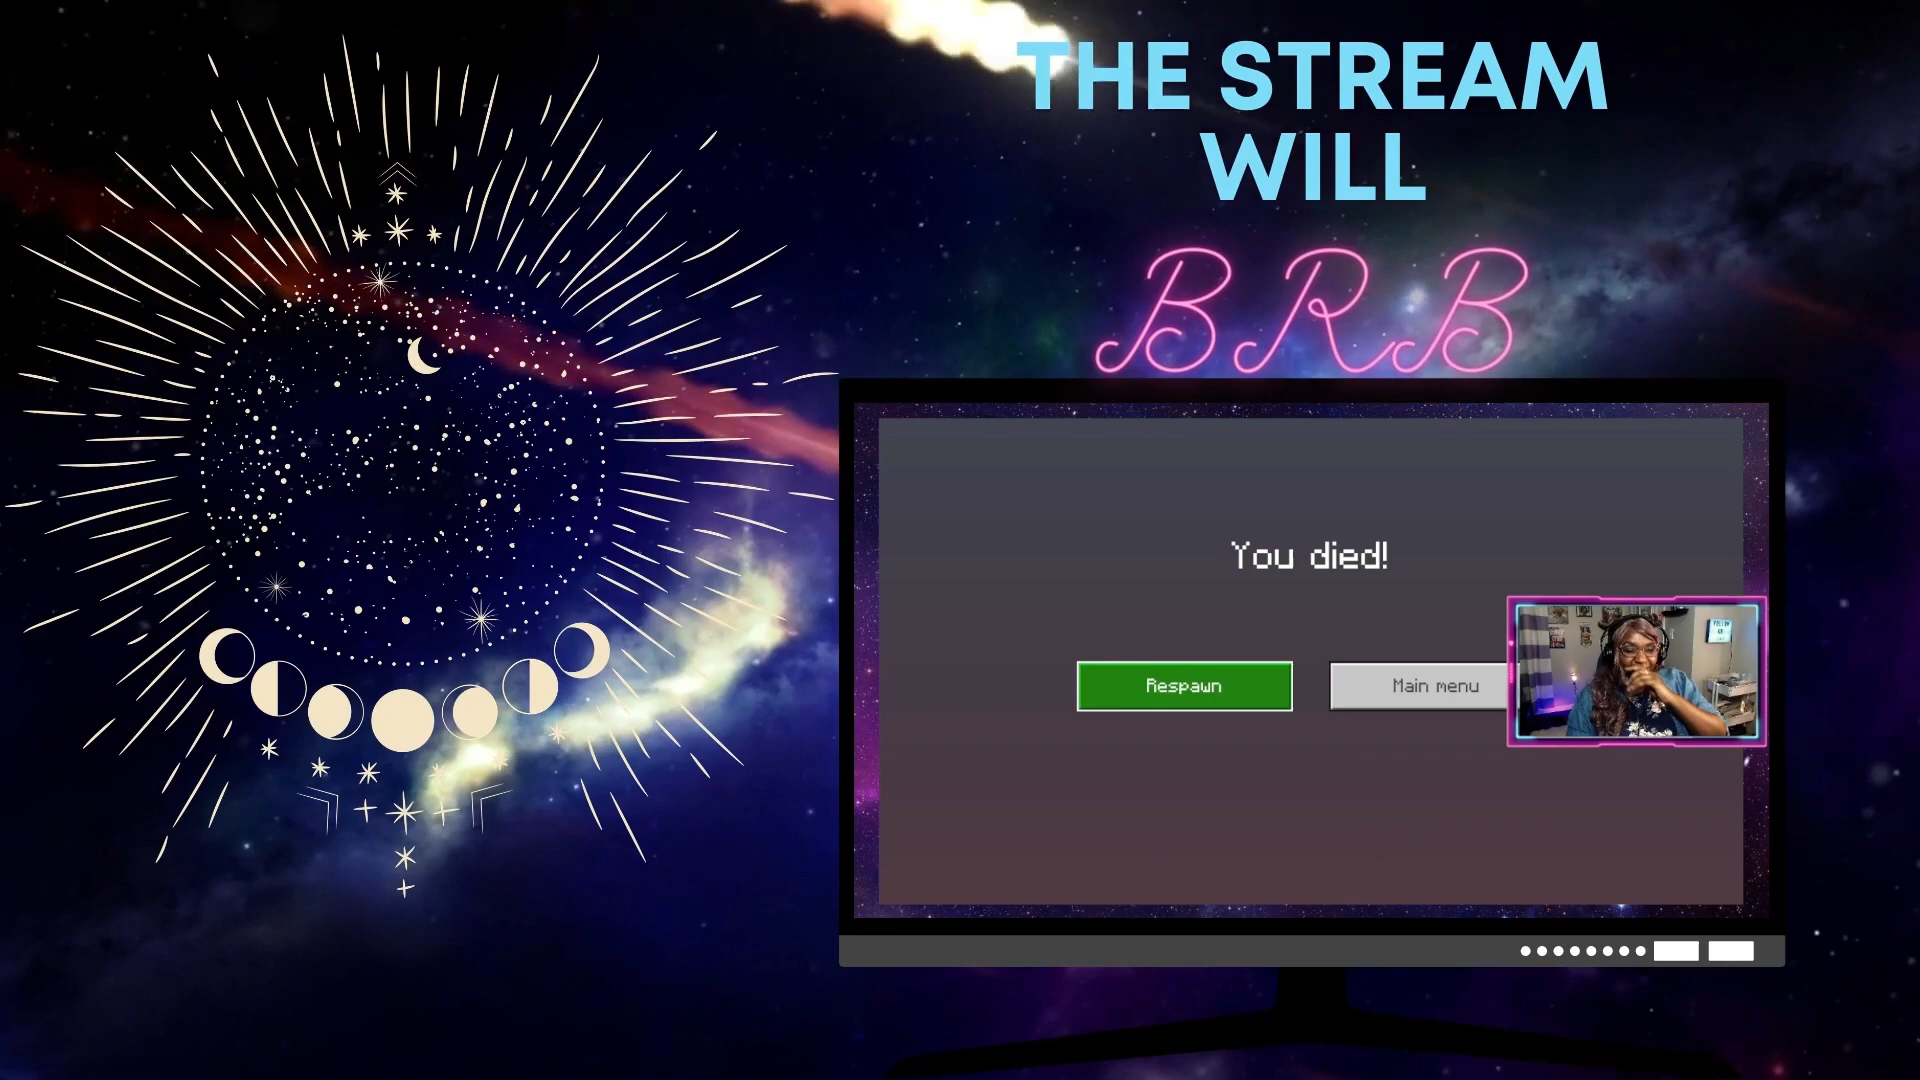 THE STREAM
WILL
BRB
You died!
Respawn
Main menu